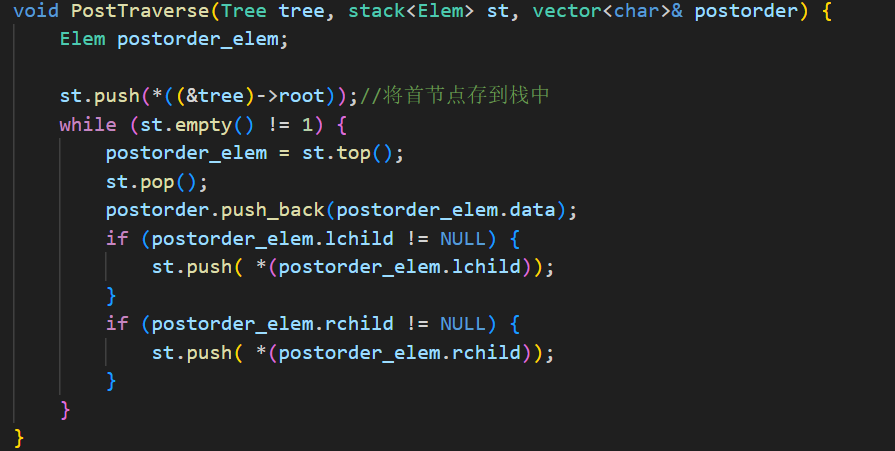 void PostTraverse(Tree tree, stack<Elem> st, vector<char>& postorder) {
    Elem postorder_elem;

    st.push(*((&tree)->root));//将首节点存到栈中
    while (st.empty() != 1) {
        postorder_elem = st.top();
        st.pop();
        postorder.push_back(postorder_elem.data);
        if (postorder_elem.lchild != NULL) {
            st.push( *(postorder_elem.lchild));
        }
        if (postorder_elem.rchild != NULL) {
            st.push( *(postorder_elem.rchild));
        }
    }
}